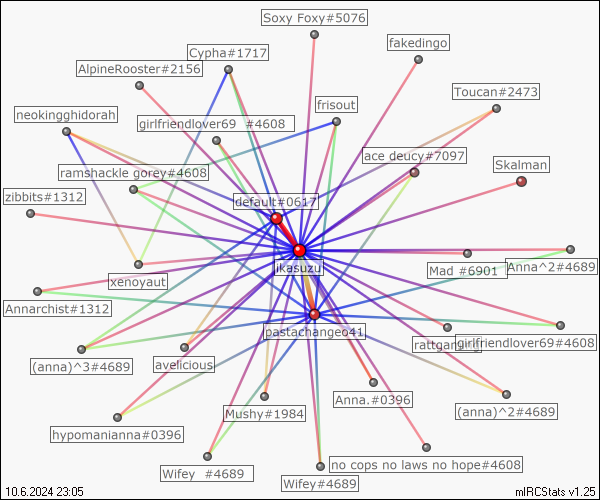 Soxy Foxy#5076
fakedingo
Cypha#1717
AlpineRooster#2156
Toucan#2473
frisout
neokingghidorah
girlfriendlover69 #4608
ace deucy#7097
Skalman
ramshackle gorey#4608
zibbits#1312
default#0617
ikasuzu
xenoyaut
Mad #6901
Anna^2#4689
Annarchist#1312
pastachangeo41
girlfriendlover69#4608
(anna)^3#4689
avelicious
Anna.#0396
Mushy#1984
(anna)^2#4689
hypomanianna#0396
no cops no laws no hope#4608
Wifey #4689
Wifey#4689
10.6.2024 23:05
mIRCStats v1.25